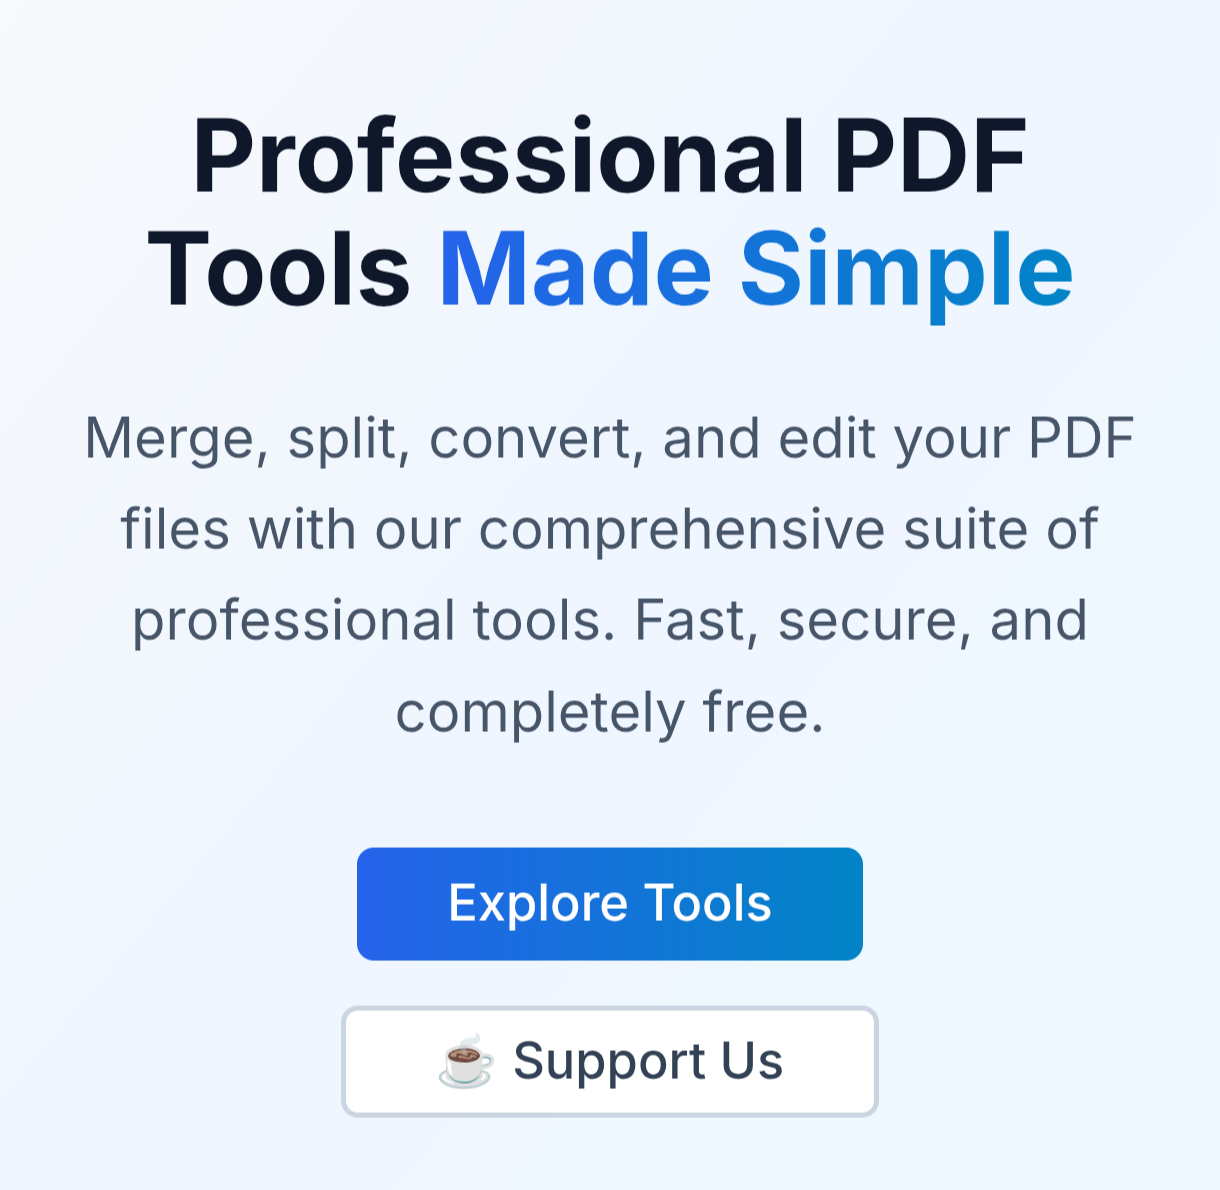 Professional PDF
Tools Made Simple
Merge, split, convert, and edit your PDF
files with our comprehensive suite of
professional tools. Fast, secure, and
completely free.
Explore Tools
☕ Support Us